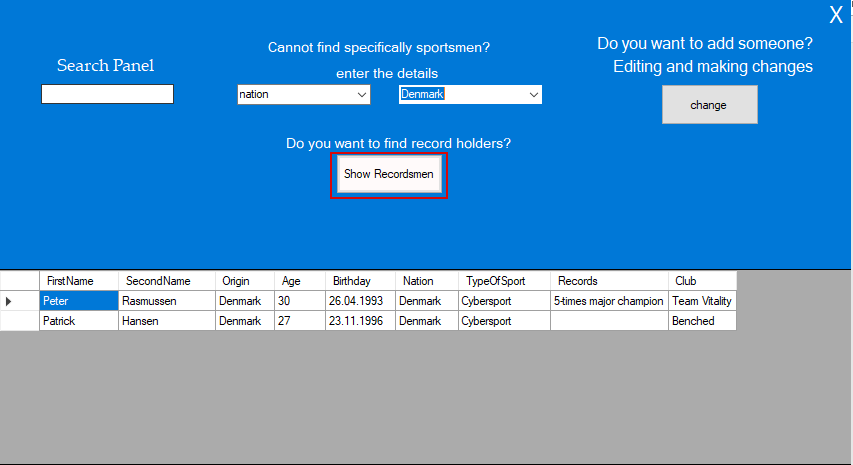 X
Search Panel
Cannot find specifically sportsmen?
enter the details
nation
Denmark
Do you want to add someone?
Editing and making changes
change
Do you want to find record holders?
Show Recordsmen
FirstName SecondName Origin Age Birthday Nation TypeOfSport Records Club
Peter Rasmussen Denmark 30 26.04.1993 Denmark Cybersport 5-times major champion Team Vitality
Patrick Hansen Denmark 27 23.11.1996 Denmark Cybersport Benched